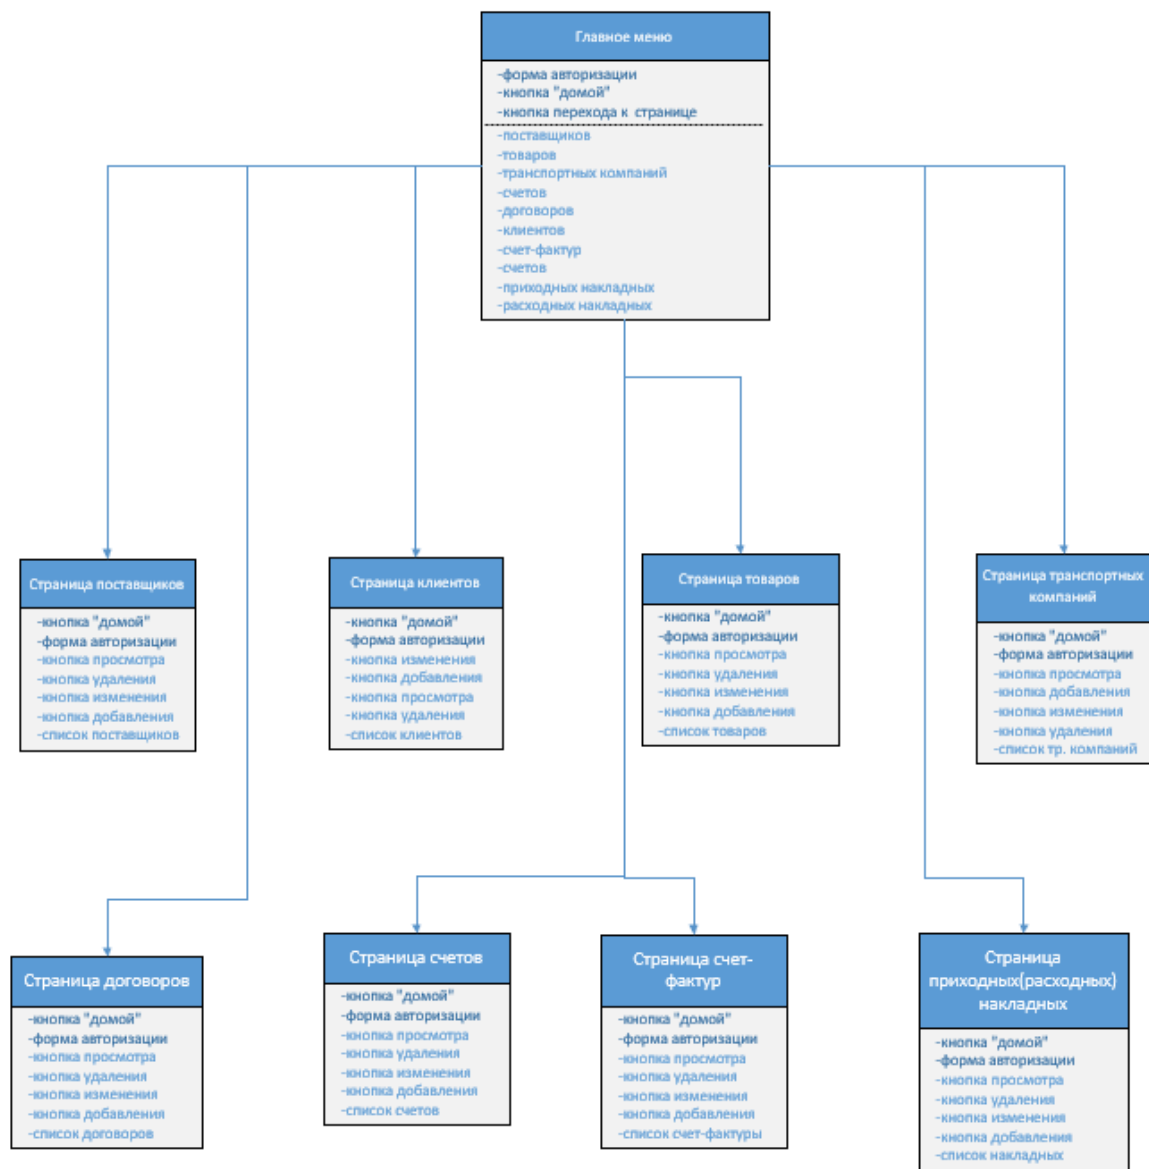 Главное меню
-форма авторизации
-кнопка "домой"
-кнопка перехода к странице
-поставщиков
-товаров
-транспортных компаний
-счетов
-договоров
-клиентов
-счет-фактур
-счетов
-приходных накладных
-расходных накладных
Страница поставщиков
-кнопка "домой"
-форма авторизации
-кнопка просмотра
-кнопка удаления
-кнопка изменения
-кнопка добавления
-список поставщиков
Страница клиентов
-кнопка "домой"
-форма авторизации
-кнопка изменения
-кнопка добавления
-кнопка просмотра
-кнопка удаления
-список клиентов
Страница товаров
-кнопка "домой"
-форма авторизации
-кнопка просмотра
-кнопка удаления
-кнопка изменения
-кнопка добавления
-список товаров
Страница транспортных
компаний
-кнопка "домой"
-форма авторизации
-кнопка просмотра
-кнопка добавления
-кнопка изменения
-кнопка удаления
-список тр. компаний
Страница договоров
-кнопка "домой"
-форма авторизации
-кнопка просмотра
-кнопка удаления
-кнопка изменения
-кнопка добавления
-список договоров
Страница счетов
-кнопка "домой"
-форма авторизации
-кнопка просмотра
-кнопка удаления
-кнопка изменения
-кнопка добавления
-список счетов
Страница счет-
фактур
-кнопка "домой"
-форма авторизации
-кнопка просмотра
-кнопка удаления
-кнопка изменения
-кнопка добавления
-список счет-фактуры
Страница
приходных(расходных)
накладных
-кнопка "домой"
-форма авторизации
-кнопка просмотра
-кнопка удаления
-кнопка изменения
-кнопка добавления
-список накладных